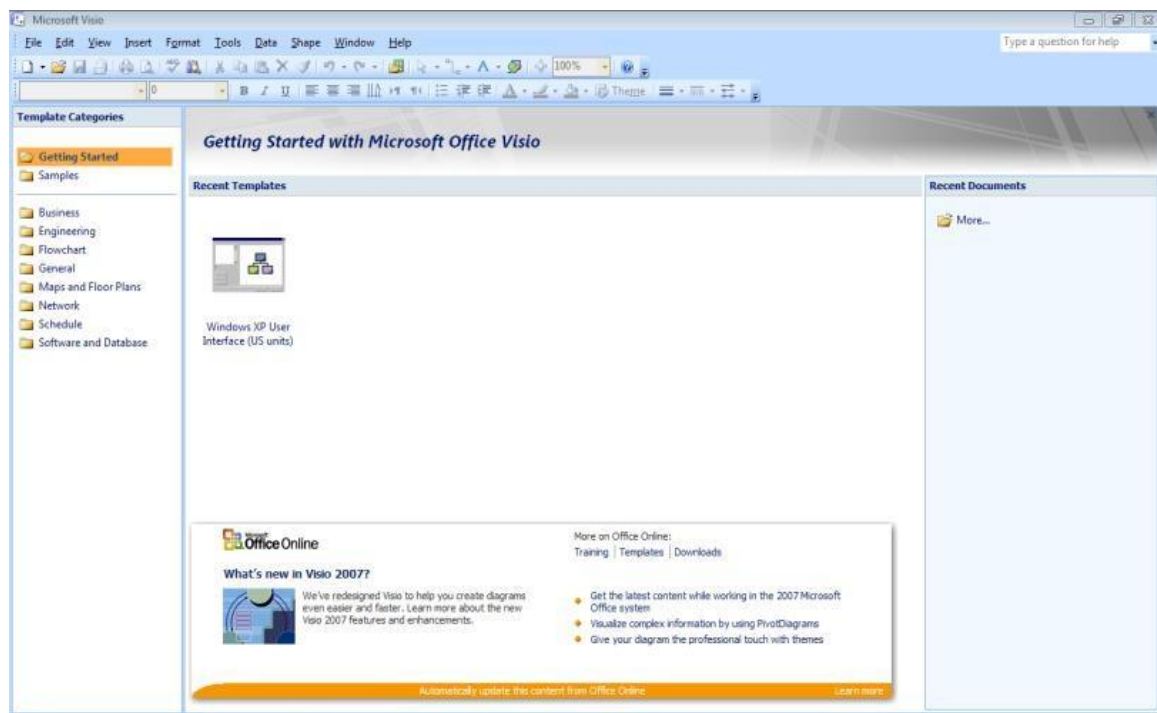 Microsoft Visio
File Edit View Insert Format Tools Data Shape Window Help
Type a question for help
100%
0
B I U
Theme
Template Categories
Getting Started
Samples
Business
Engineering
Flowchart
General
Maps and Floor Plans
Network
Schedule
Software and Database
Getting Started with Microsoft Office Visio
Recent Templates
Windows XP User
Interface (US units)
Recent Documents
More...
Microsoft
Office Online
What's new in Visio 2007?
We've redesigned Visio to help you create diagrams
even easier and faster. Learn more about the new
Visio 2007 features and enhancements.
More on Office Online:
Training | Templates | Downloads
Get the latest content while working in the 2007 Microsoft
Office system
Visualize complex information by using PivotDiagrams
Give your diagram the professional touch with themes
Automatically update this content from Office Online
Learn more